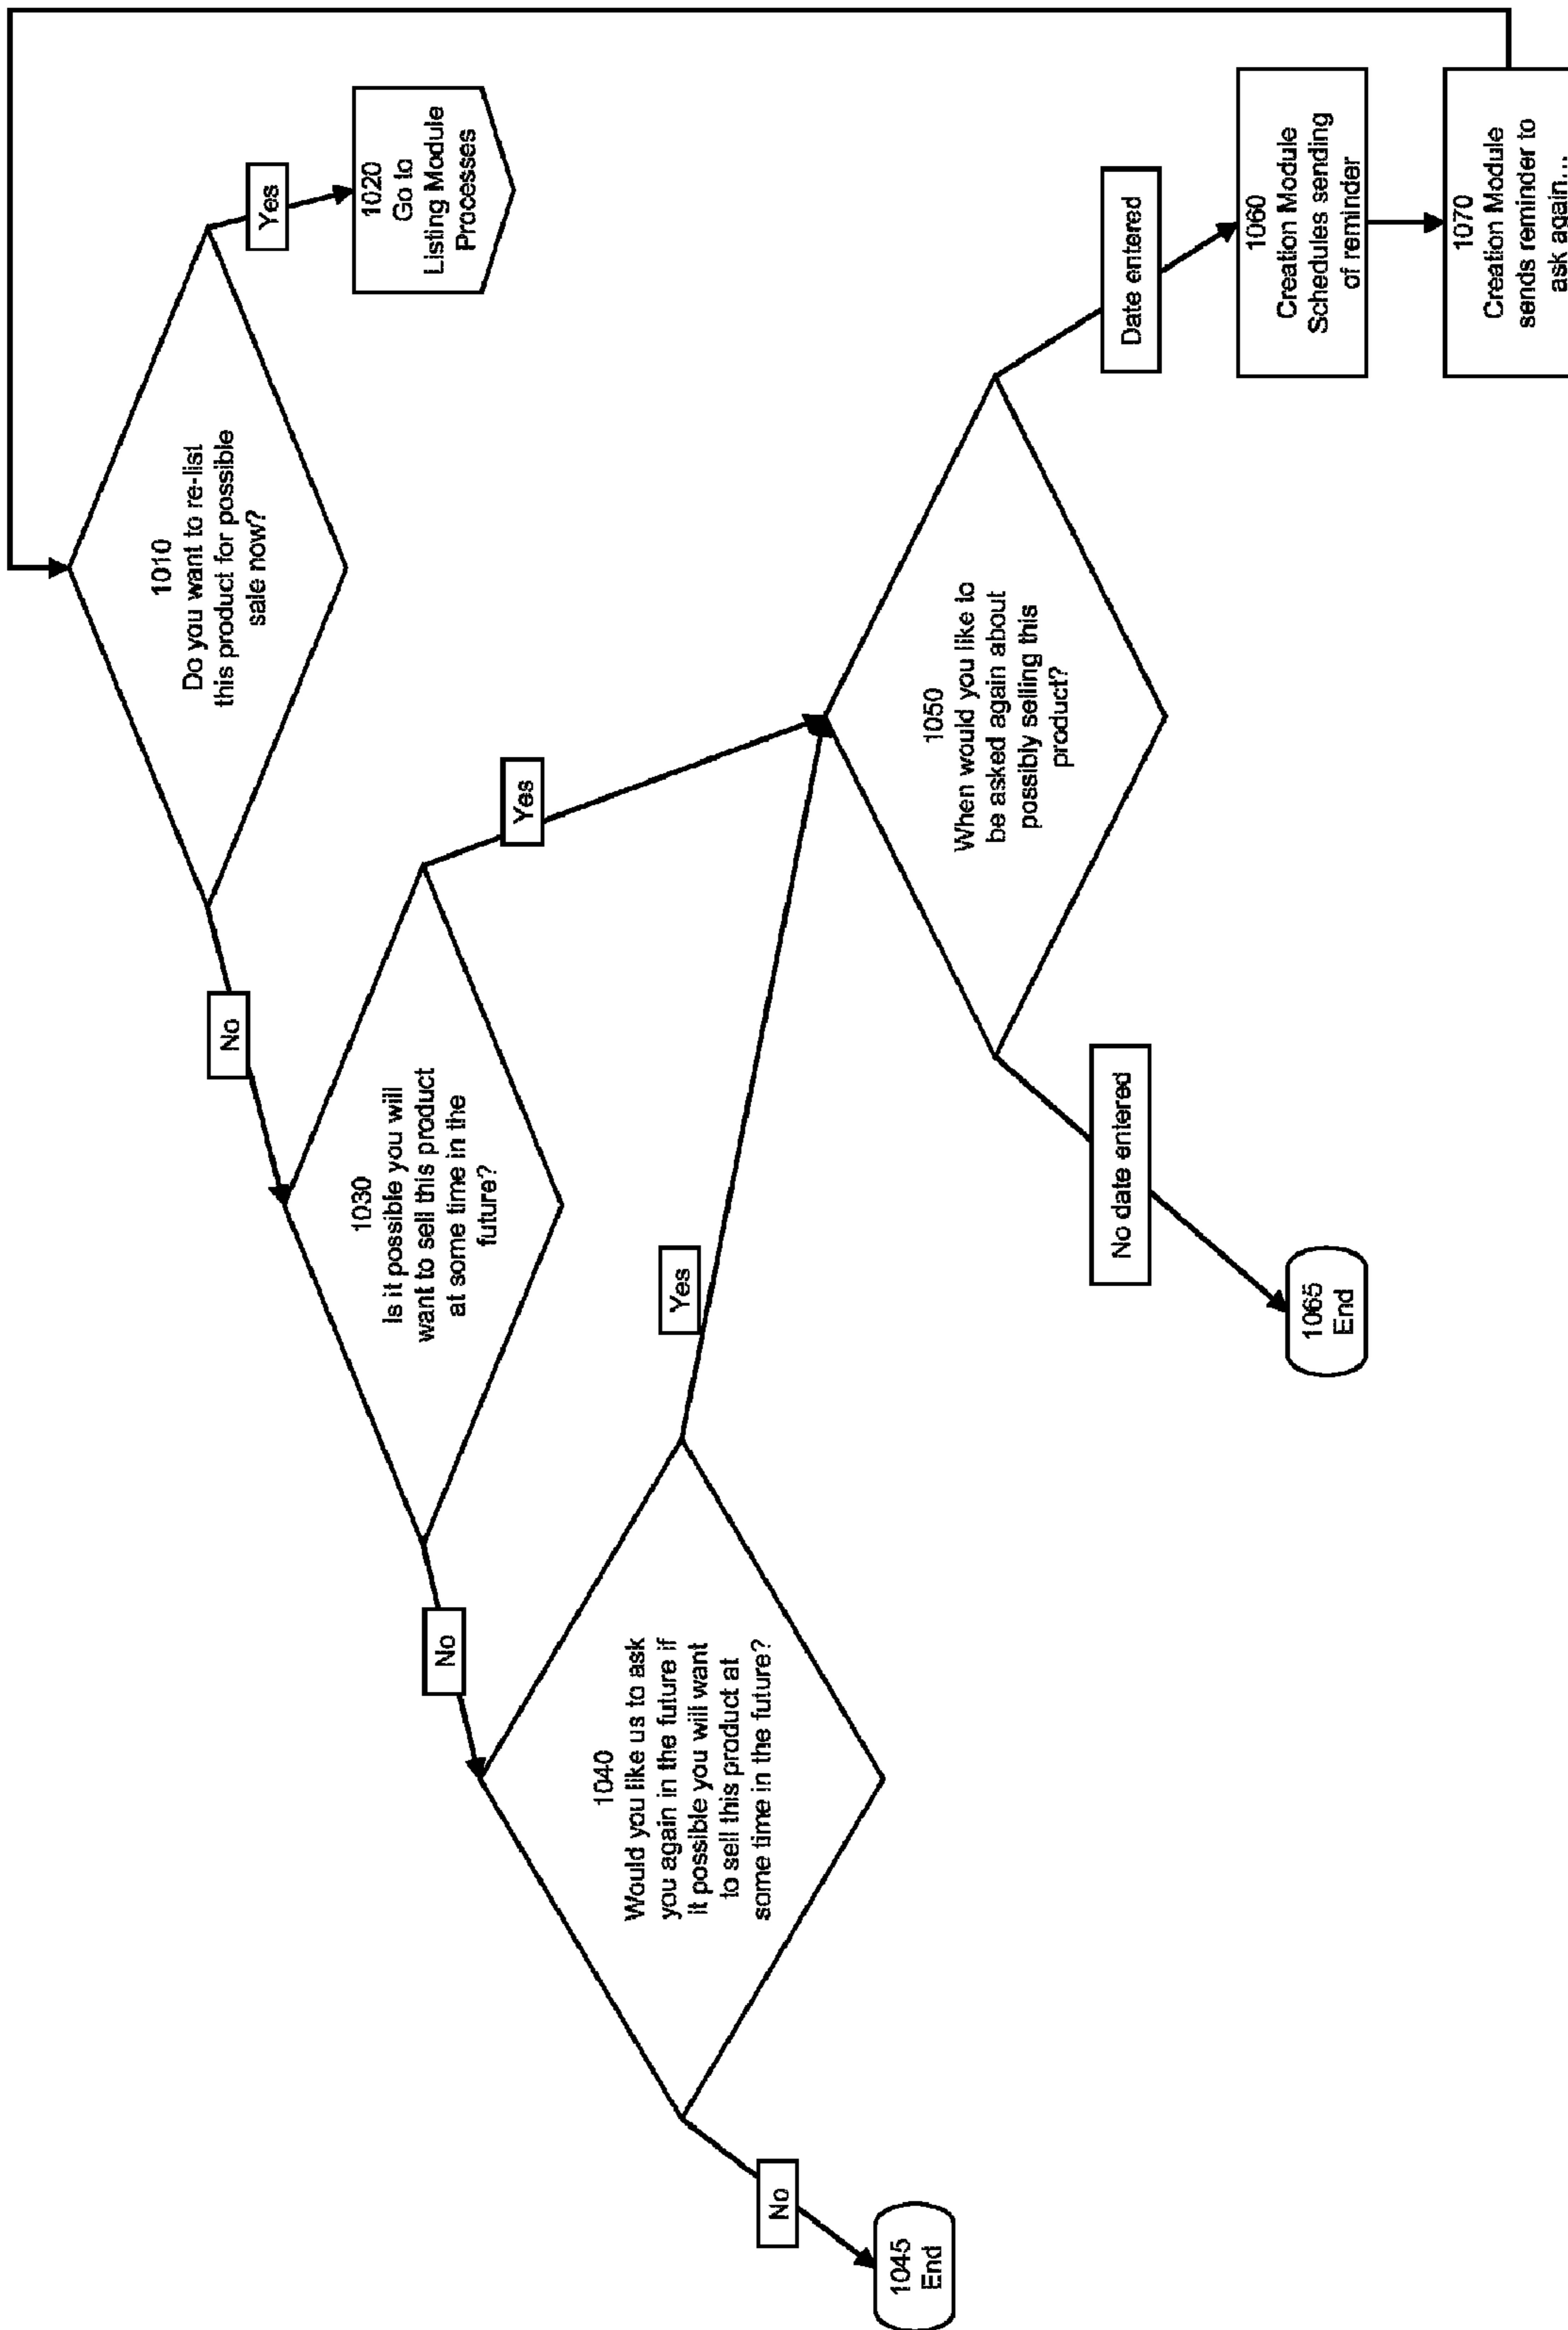 1010
Do you want to re-list
this product for possible
sale now?
Yes
1020
Go to
Listing Module
Processes
No
1030
Is it possible you will
want to sell this product
at some time in the
future?
Yes
No
1040
Would you like us to ask
you again in the future if
it possible you will want
to sell this product at
some time in the future?
Yes
No
1045
End
1050
When would you like to
be asked again about
possibly selling this
product?
No date entered
1065
End
Date entered
1060
Creation Module
Schedules sending
of reminder
1070
Creation Module
sends reminder to
ask again...